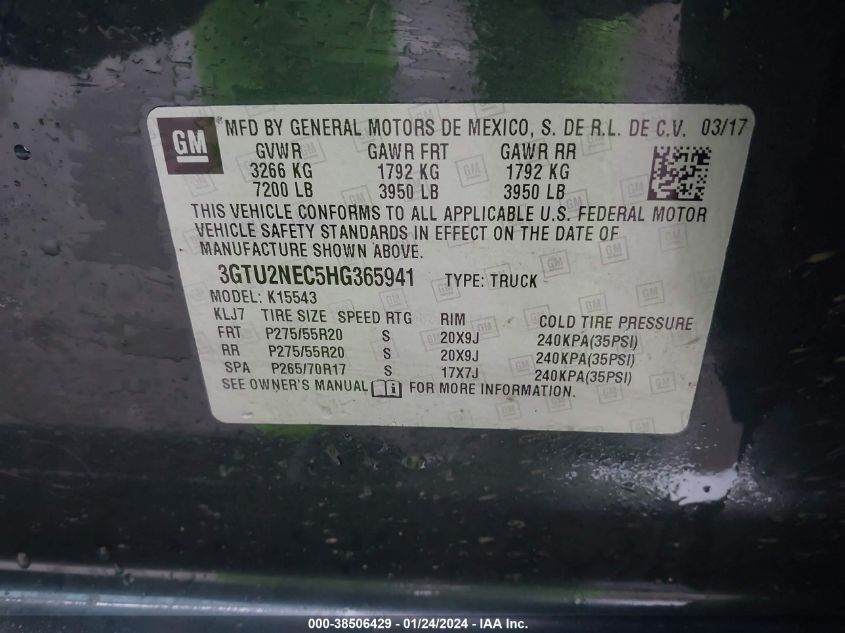 GM ® MFD BY GENERAL MOTORS DE MEXICO, S. DE R.L. DE C.V. 03/17
GVWR GAWR FRT GAWR RR
3266 KG 1792 KG 1792 KG
7200 LB 3950 LB 3950 LB
THIS VEHICLE CONFORMS TO ALL APPLICABLE U.S. FEDERAL MOTOR
VEHICLE SAFETY STANDARDS IN EFFECT ON THE DATE OF
MANUFACTURE SHOWN ABOVE.
3GTU2NEC5HG365941 TYPE: TRUCK
MODEL: K15543
KLJ7 TIRE SIZE SPEED RTG RIM COLD TIRE PRESSURE
FRT P275/55R20 S 20X9J 240KPA(35PSI)
RR P275/55R20 S 20X9J 240KPA(35PSI)
SPA P265/70R17 S 17X7J 240KPA(35PSI)
SEE OWNER'S MANUAL FOR MORE INFORMATION.
000-38506429 - 01/24/2024 - IAA Inc.